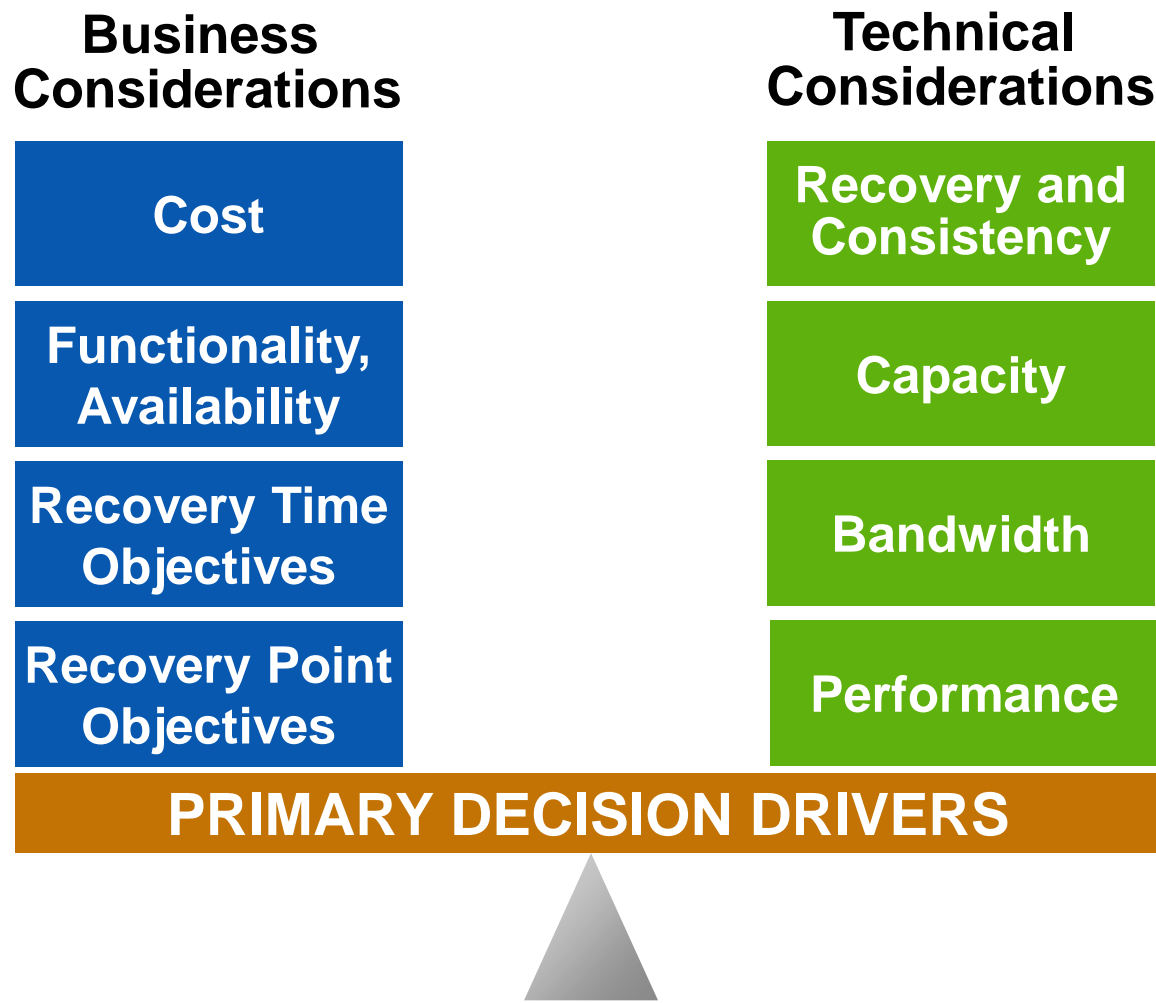 Business
Considerations
Technical
Considerations
Cost
Functionality,
Availability
Recovery Time
Objectives
Recovery Point
Objectives
Recovery and
Consistency
Capacity
Bandwidth
Performance
PRIMARY DECISION DRIVERS